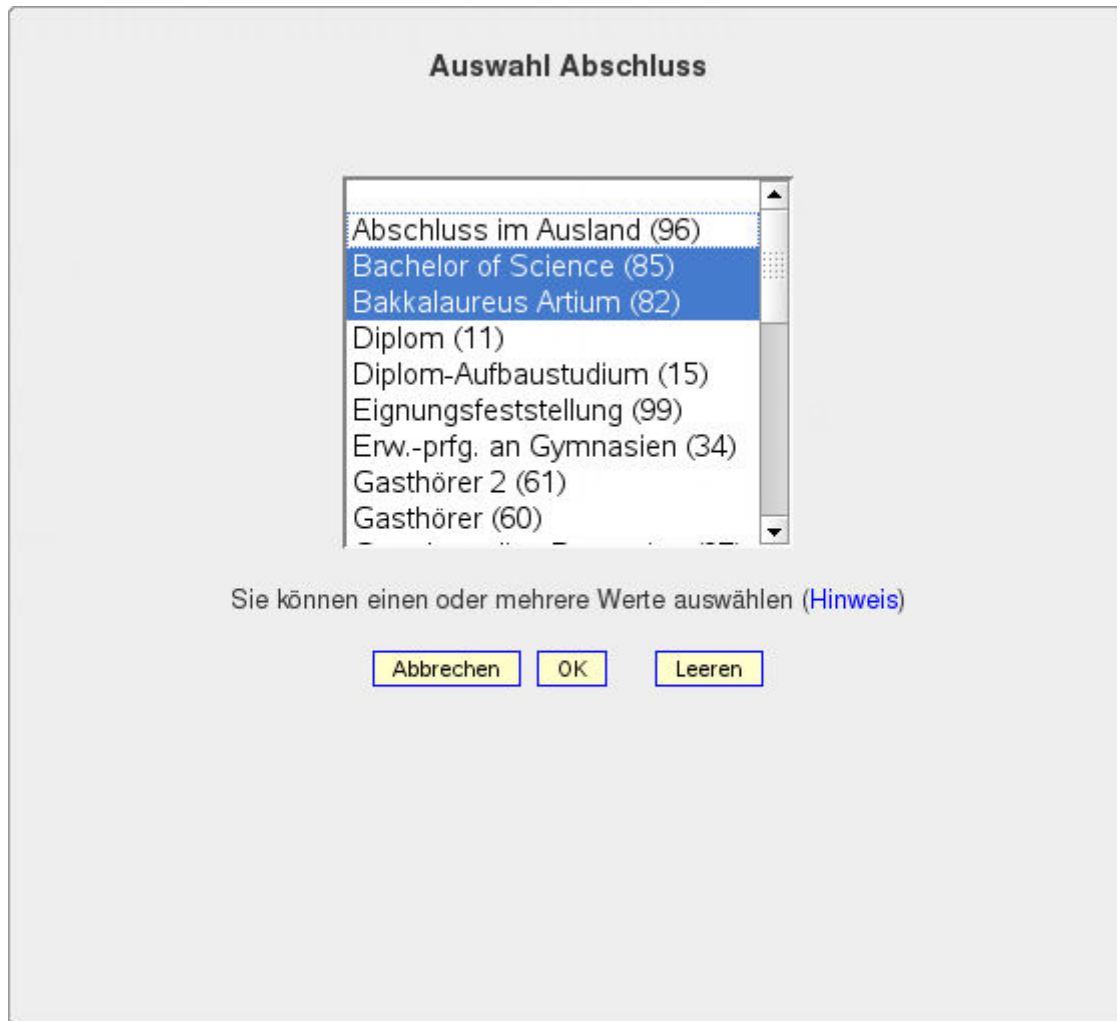 Auswahl Abschluss
Abschluss im Ausland (96)
Bachelor of Science (85)
Bakkalaureus Artium (82)
Diplom (11)
Diplom-Aufbaustudium (15)
Eignungsfeststellung (99)
Erw.-prfg. an Gymnasien (34)
Gasthörer 2 (61)
Gasthörer (60)
Sie können einen oder mehrere Werte auswählen (Hinweis)
Abbrechen OK Leeren